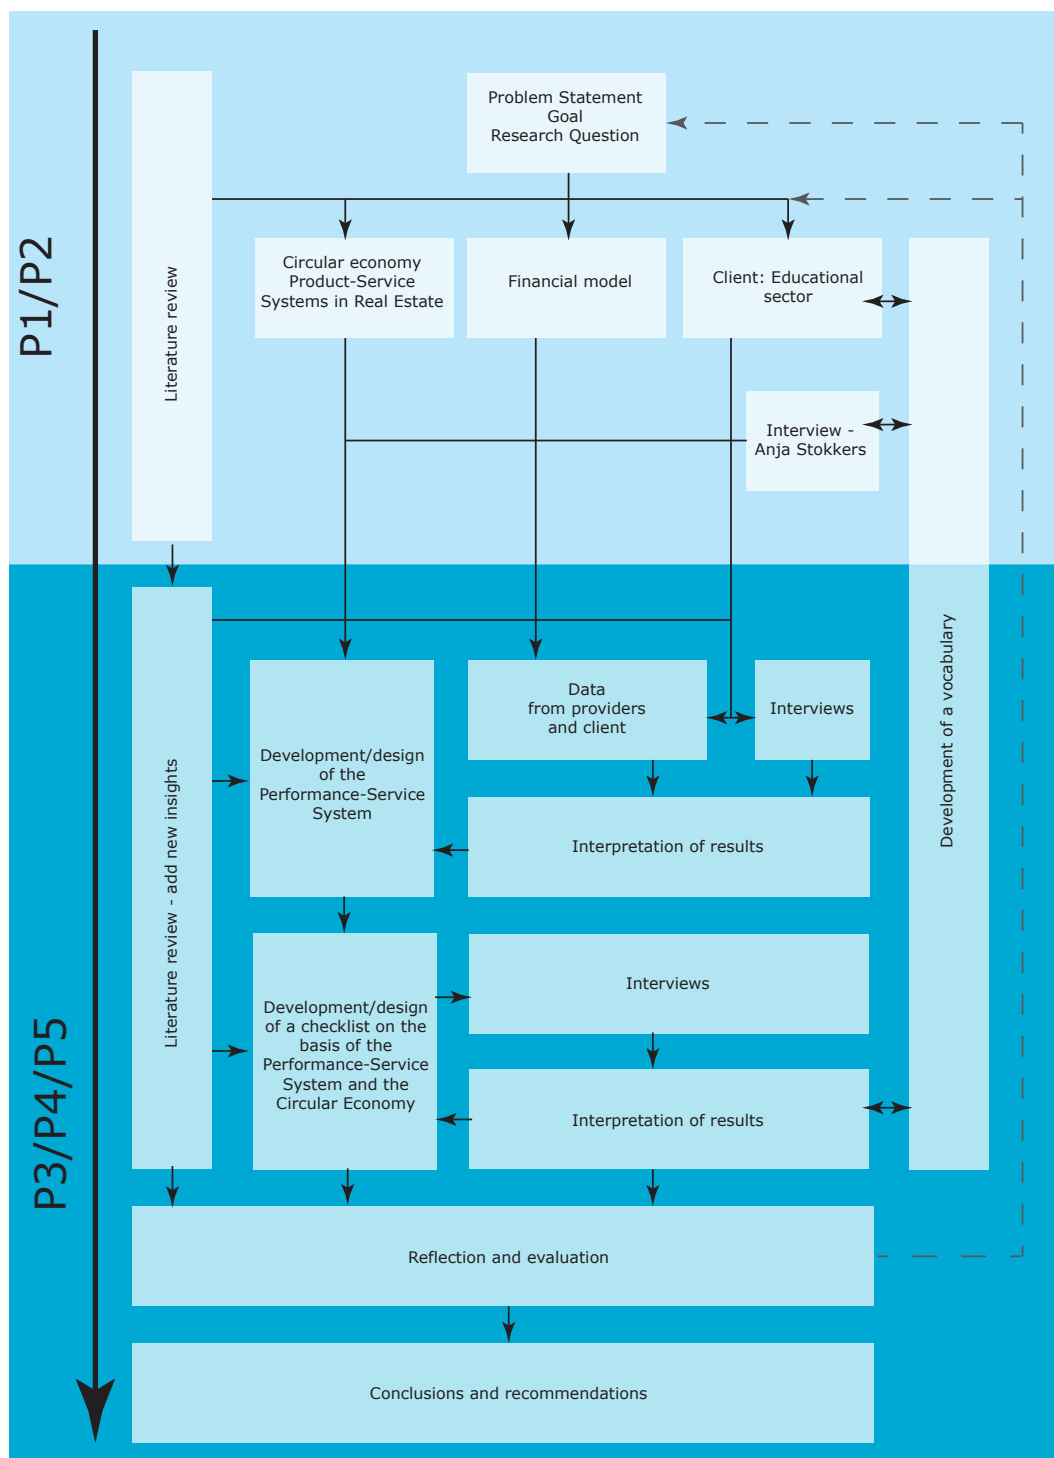 P1/P2
Literature review
Problem Statement
Goal
Research Question
Circular economy
Product-Service
Systems in Real Estate
Financial model
Client: Educational
sector
Interview -
Anja Stokkers
Development of a vocabulary
P3/P4/P5
Literature review - add new insights
Development/design
of the
Performance-Service
System
Data
from providers
and client
Interviews
Interpretation of results
Development/design
of a checklist on the
basis of the
Performance-Service
System and the
Circular Economy
Interviews
Interpretation of results
Reflection and evaluation
Conclusions and recommendations